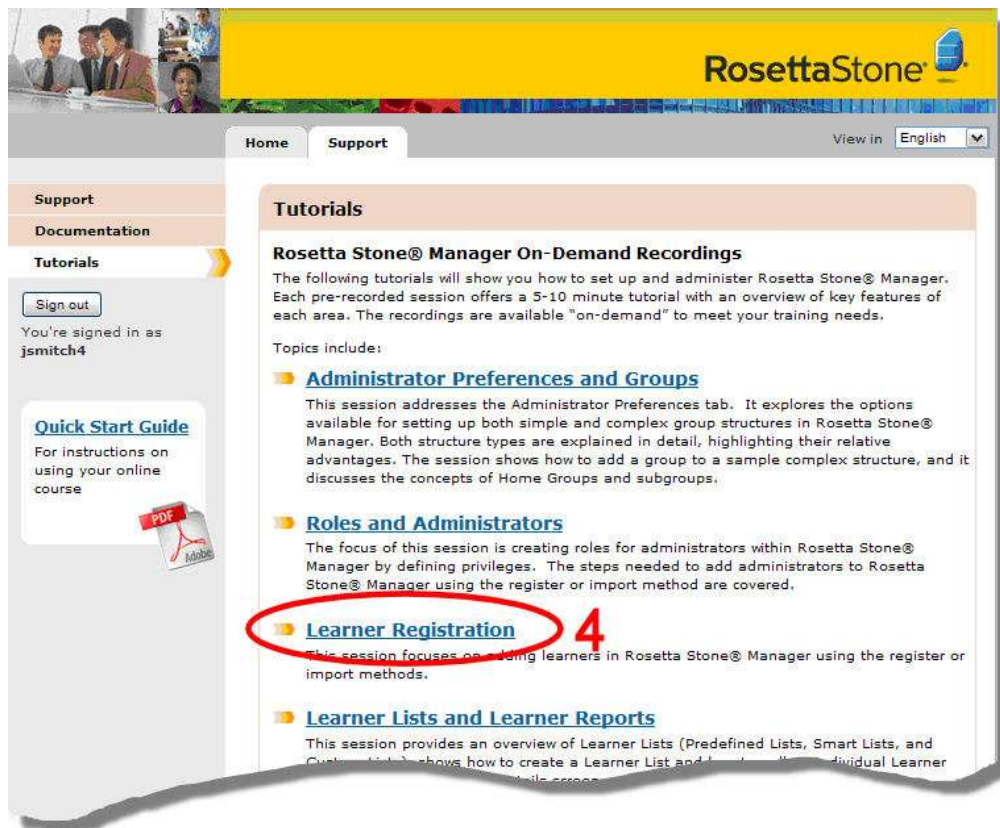 RosettaStone
Home
Support
View in English
Support
Documentation
Tutorials
Sign out
You're signed in as
jsmitch4
Quick Start Guide
For instructions on
using your online
course
PDF
Adobe
Tutorials
Rosetta Stone® Manager On-Demand Recordings
The following tutorials will show you how to set up and administer Rosetta Stone® Manager.
Each pre-recorded session offers a 5-10 minute tutorial with an overview of key features of
each area. The recordings are available "on-demand" to meet your training needs.
Topics include:
Administrator Preferences and Groups
This session addresses the Administrator Preferences tab. It explores the options
available for setting up both simple and complex group structures in Rosetta Stone®
Manager. Both structure types are explained in detail, highlighting their relative
advantages. The session shows how to add a group to a sample complex structure, and it
discusses the concepts of Home Groups and subgroups.
Roles and Administrators
The focus of this session is creating roles for administrators within Rosetta Stone®
Manager by defining privileges. The steps needed to add administrators to Rosetta
Stone® Manager using the register or import method are covered.
Learner Registration 4
This session focuses on adding learners in Rosetta Stone® Manager using the register or
import methods.
Learner Lists and Learner Reports
This session provides an overview of Learner Lists (Predefined Lists, Smart Lists, and
shows how to create a Learner List and Learner
screen